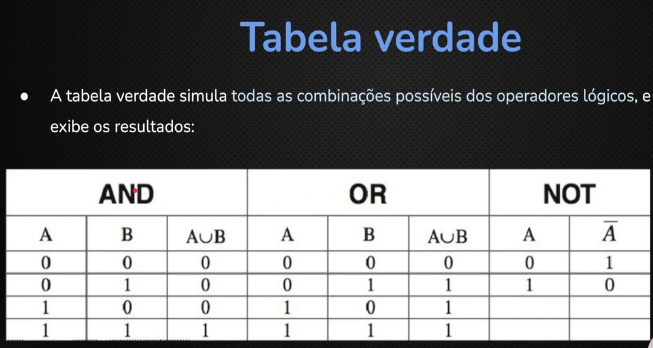 Tabela verdade
● A tabela verdade simula todas as combinações possíveis dos operadores lógicos, e
exibe os resultados:
AND OR NOT
A B A∪B A B A∪B A A̅
0 0 0 0 0 0 0 1
0 1 0 0 1 1 1 0
1 0 0 1 0 1
1 1 1 1 1 1